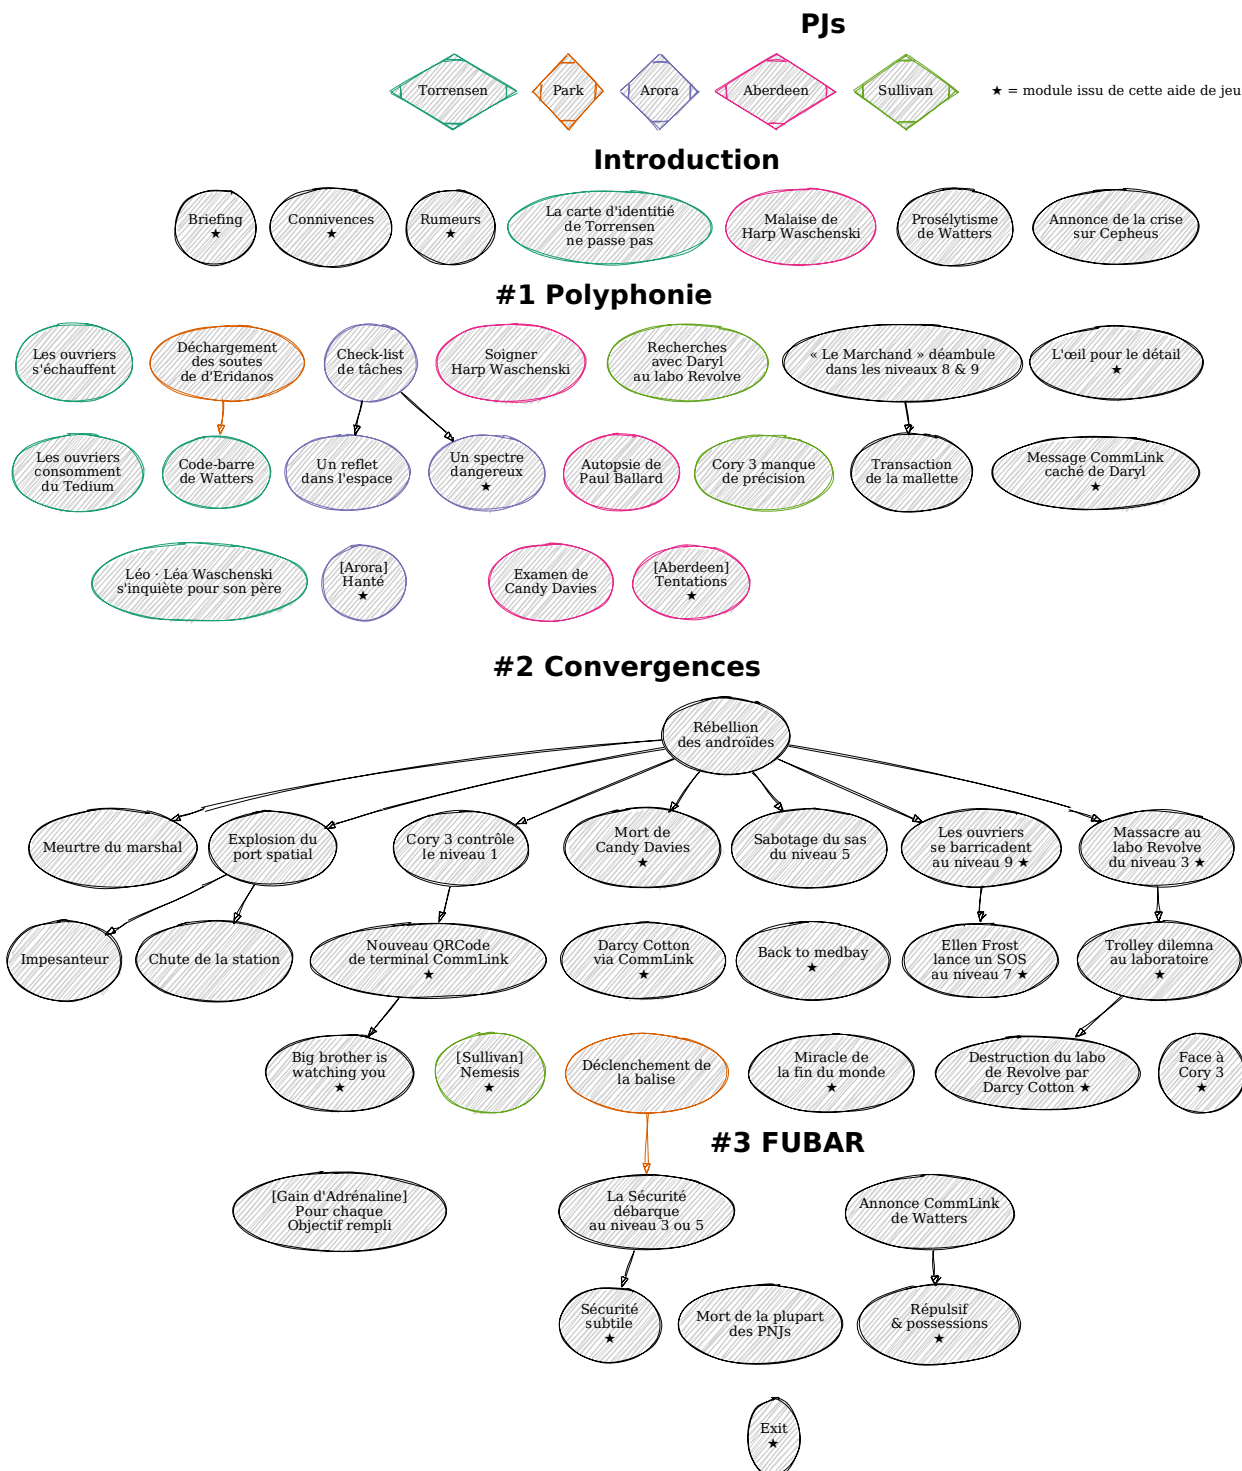 PJs
Torrensen
Park
Arora
Aberdeen
Sullivan
★ = module issu de cette aide de jeu
Introduction
Briefing
★
Connivences
★
Rumeurs
★
La carte d'identitié
de Torrensen
ne passe pas
Malaise de
Harp Waschenski
Prosélytisme
de Watters
Annonce de la crise
sur Cepheus
#1 Polyphonie
Les ouvriers
s'échauffent
Déchargement
des soutes
de d'Eridanos
Check-list
de tâches
Soigner
Harp Waschenski
Recherches
avec Daryl
au labo Revolve
« Le Marchand » déambule
dans les niveaux 8 & 9
L'œil pour le détail
★
Les ouvriers
consomment
du Tedium
Code-barre
de Watters
Un reflet
dans l'espace
Un spectre
dangereux
★
Autopsie de
Paul Ballard
Cory 3 manque
de précision
Transaction
de la mallette
Message CommLink
caché de Daryl
★
Léo · Léa Waschenski
s'inquiète pour son père
[Arora]
Hanté
★
Examen de
Candy Davies
[Aberdeen]
Tentations
★
#2 Convergences
Rébellion
des androïdes
Meurtre du marshal
Explosion du
port spatial
Cory 3 contrôle
le niveau 1
Mort de
Candy Davies
★
Sabotage du sas
du niveau 5
Les ouvriers
se barricadent
au niveau 9 ★
Massacre au
labo Revolve
du niveau 3 ★
Impesanteur
Chute de la station
Nouveau QRCode
de terminal CommLink
★
Darcy Cotton
via CommLink
★
Back to medbay
★
Ellen Frost
lance un SOS
au niveau 7 ★
Trolley dilemna
au laboratoire
★
Big brother is
watching you
★
[Sullivan]
Nemesis
★
Déclenchement de
la balise
Miracle de
la fin du monde
★
Destruction du labo
de Revolve par
Darcy Cotton ★
Face à
Cory 3
★
#3 FUBAR
[Gain d'Adrénaline]
Pour chaque
Objectif rempli
La Sécurité
débarque
au niveau 3 ou 5
Annonce CommLink
de Watters
Sécurité
subtile
★
Mort de la plupart
des PNJs
Répulsif
& possessions
★
Exit
★